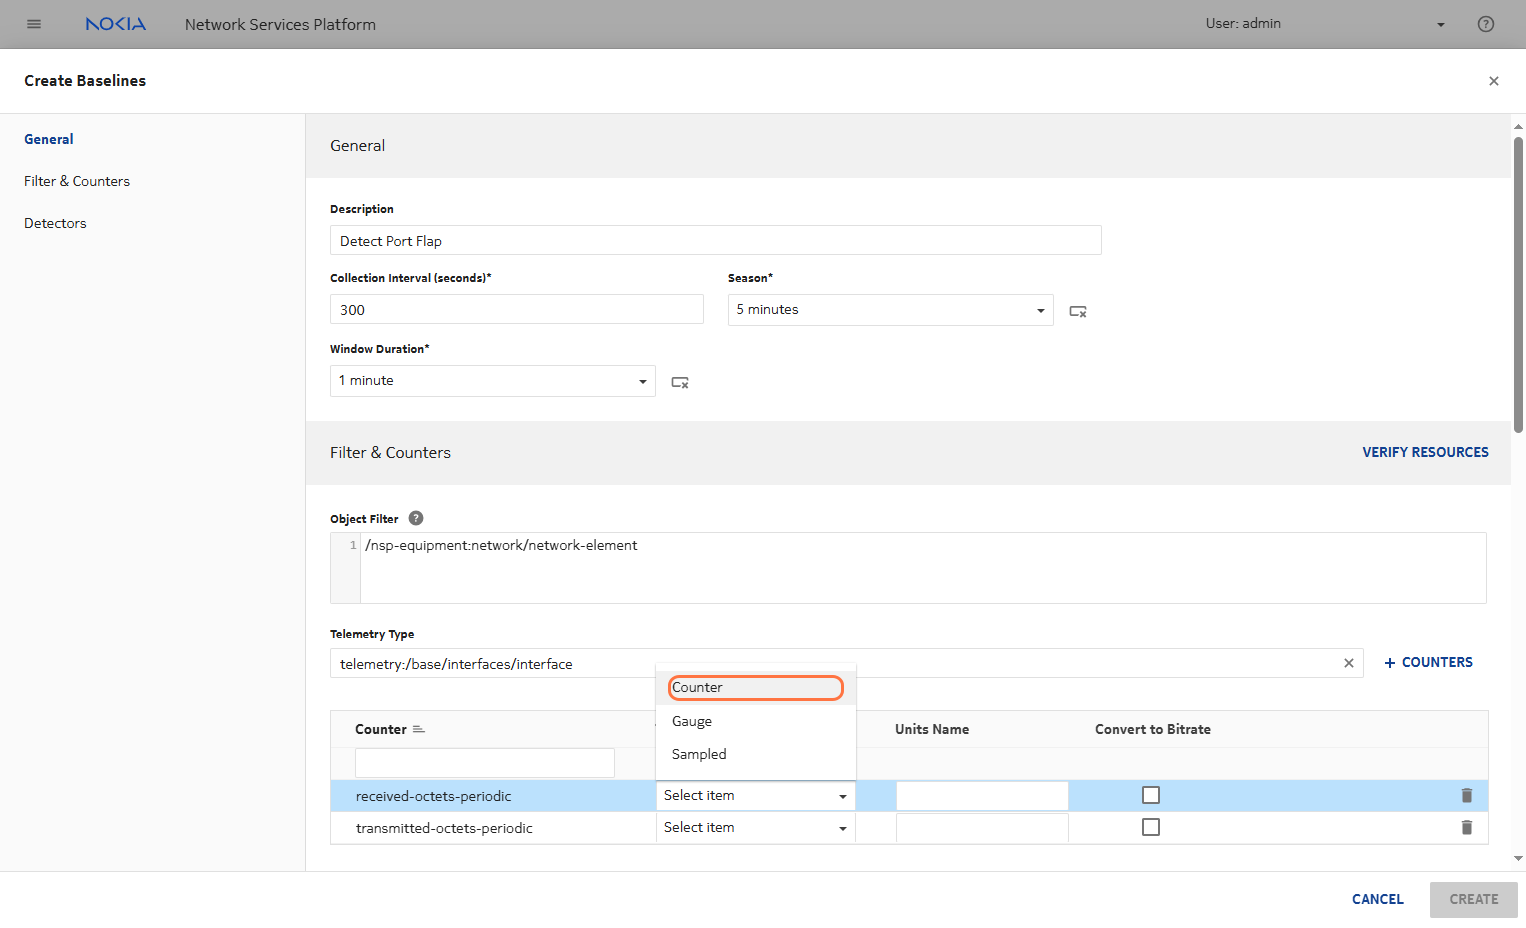 NOKIA Network Services Platform User: admin
Create Baselines
General
Filter & Counters
Detectors
General
Description
Detect Port Flap
Collection Interval (seconds)* Season*
300 5 minutes
Window Duration*
1 minute
Filter & Counters VERIFY RESOURCES
Object Filter ?
1 /nsp-equipment:network/network-element
Telemetry Type
telemetry:/base/interfaces/interface + COUNTERS
Counter
Gauge
Sampled
Counter Units Name Convert to Bitrate
received-octets-periodic Select item
transmitted-octets-periodic Select item
CANCEL CREATE